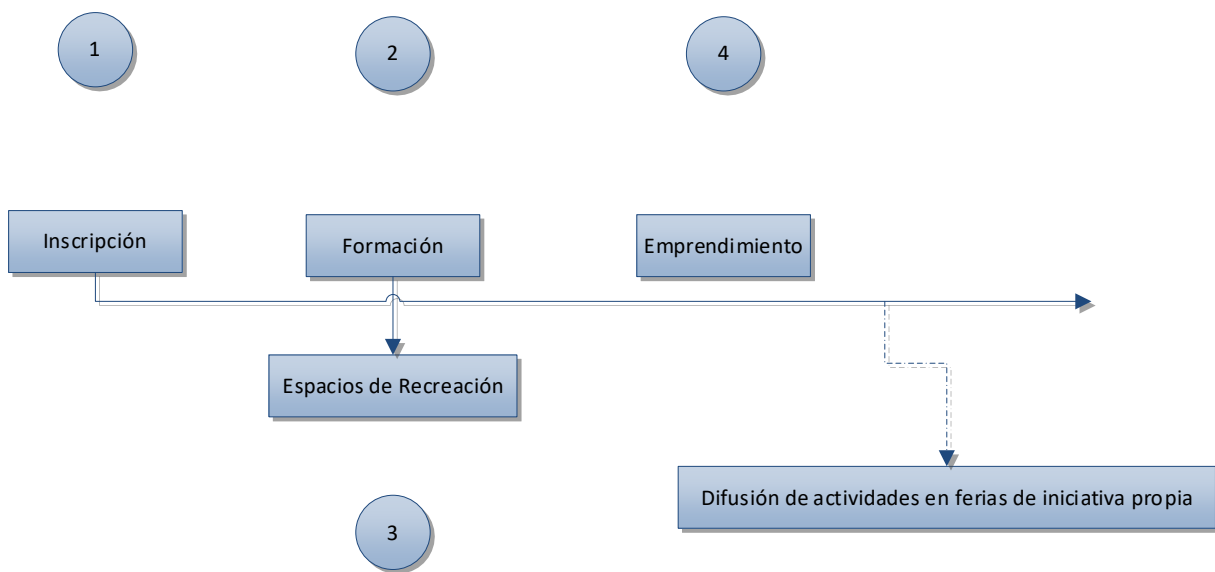 1
2
4
Inscripción
Formación
Emprendimiento
Espacios de Recreación
Difusión de actividades en ferias de iniciativa propia
3